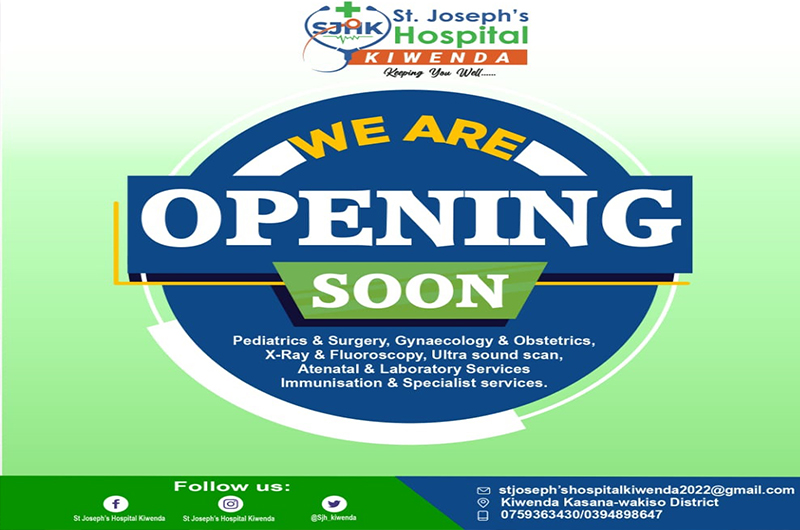 SJHK
St. Joseph's
Hospital
KIWENDA
Keeping You Well......
WE ARE
OPENING
SOON
Pediatrics & Surgery, Gynaecology & Obstetrics,
X-Ray & Fluoroscopy, Ultra sound scan,
Atenatal & Laboratory Services
Immunisation & Specialist services.
Follow us:
St Joseph's Hospital Kiwenda
St Joseph's Hospital Kiwenda
@Sjh_kiwenda
stjoseph'shospitalkiwenda2022@gmail.com
Kiwenda Kasana-wakiso District
0759363430/0394898647